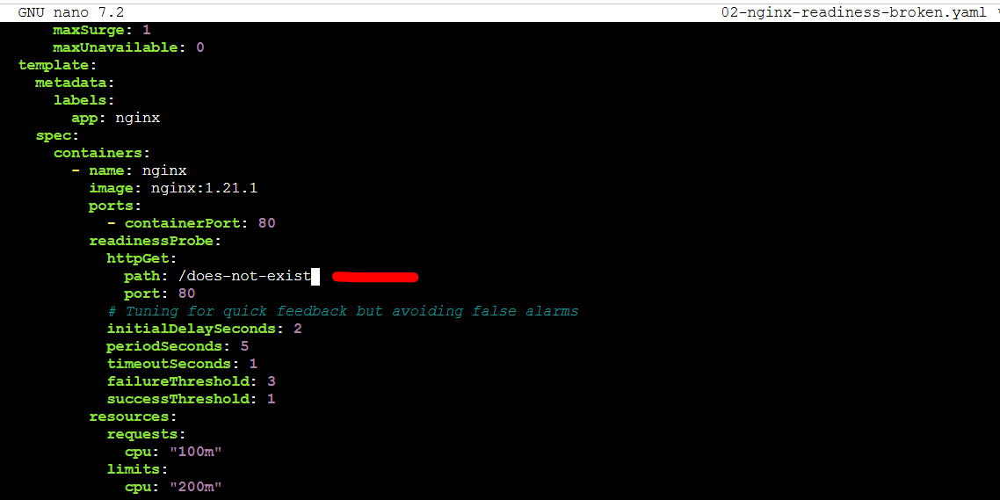 GNU nano 7.2 02-nginx-readiness-broken.yaml *
maxSurge: 1
maxUnavailable: 0
template:
metadata:
labels:
app: nginx
spec:
containers:
- name: nginx
image: nginx:1.21.1
ports:
- containerPort: 80
readinessProbe:
httpGet:
path: /does-not-exist
port: 80
# Tuning for quick feedback but avoiding false alarms
initialDelaySeconds: 2
periodSeconds: 5
timeoutSeconds: 1
failureThreshold: 3
successThreshold: 1
resources:
requests:
cpu: "100m"
limits:
cpu: "200m"